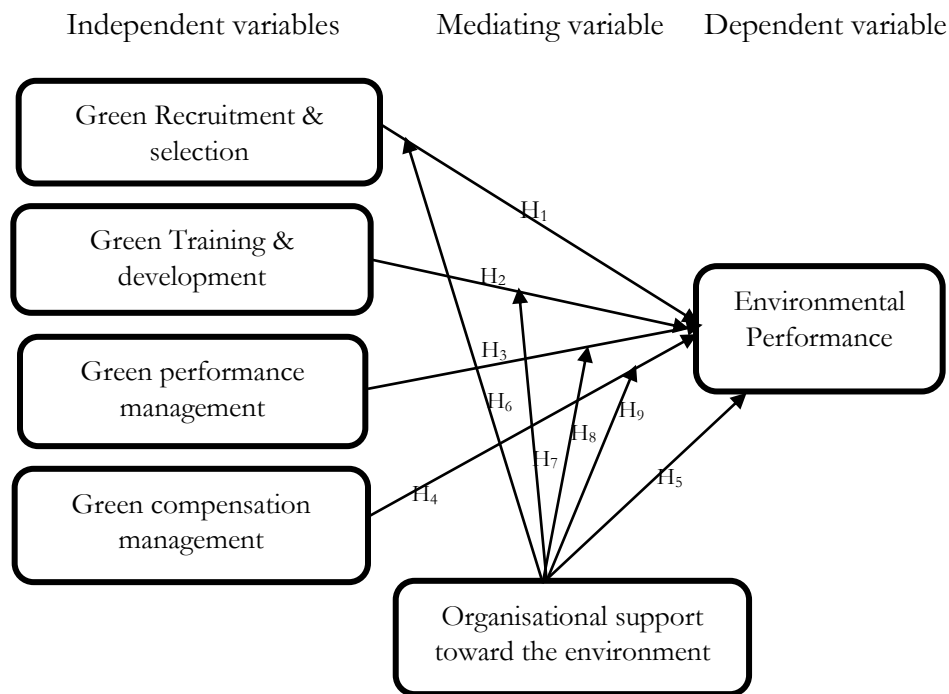 Independent variables Mediating variable Dependent variable
Green Recruitment &
selection
H₁
Green Training &
development
H₂
Environmental
Performance
Green performance
management
H₃
H₆
H₉
H₈
H₇
H₅
Green compensation
management
H₄
Organisational support
toward the environment